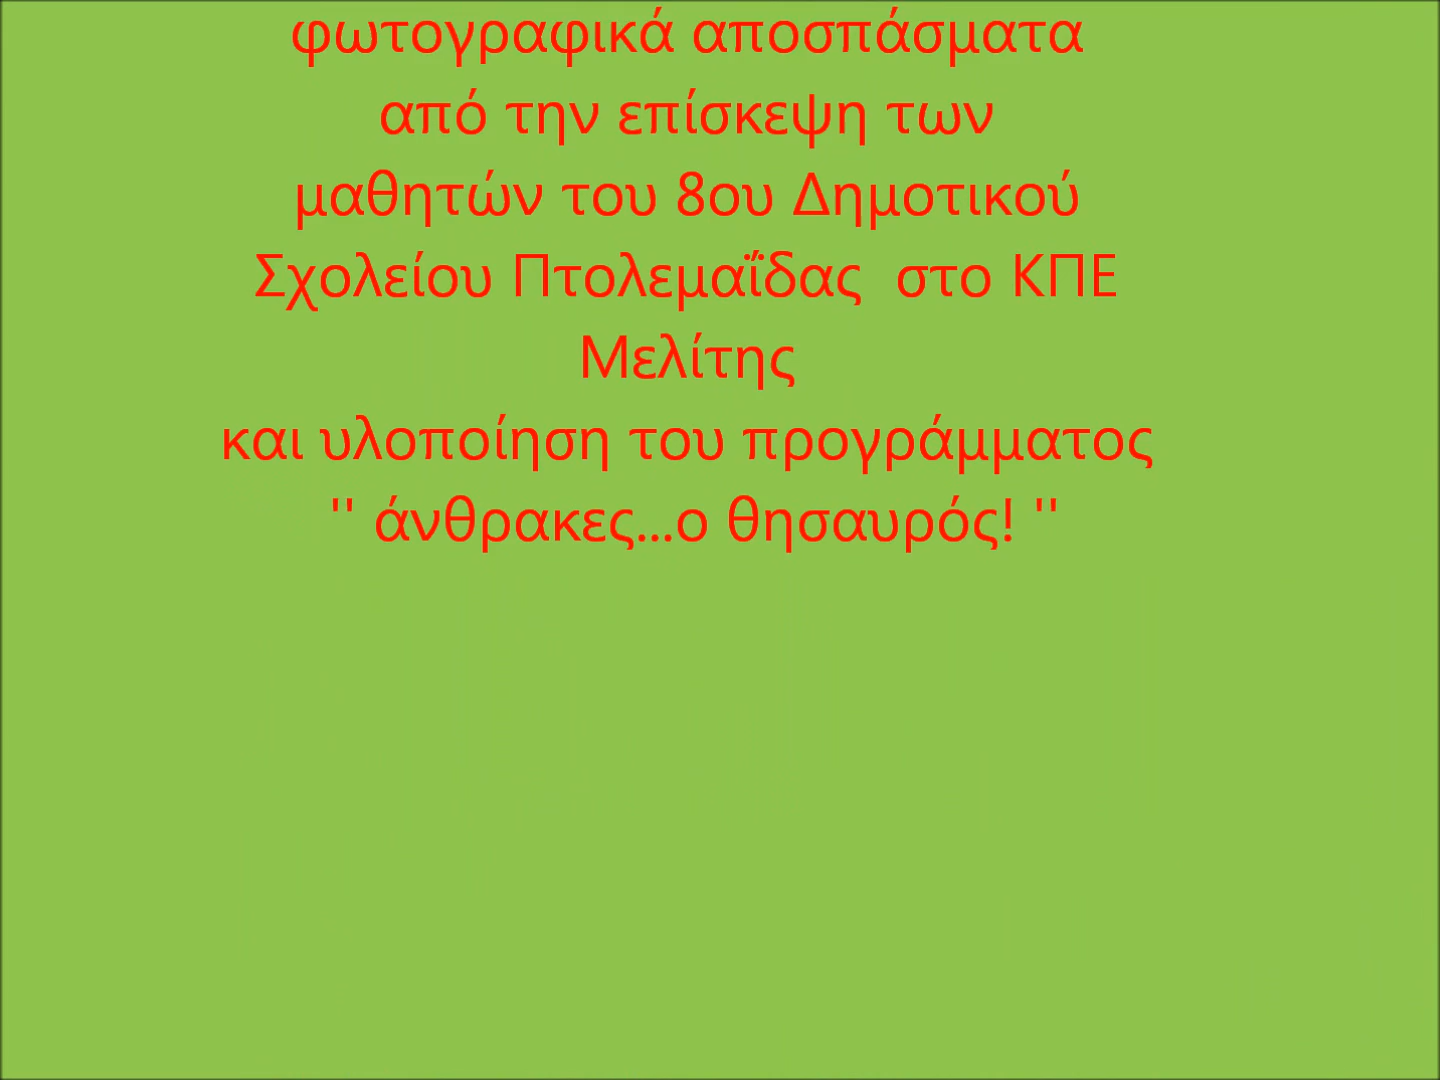 φωτογραφικά αποσπάσματα
από την επίσκεψη των
μαθητών του 8ου Δημοτικού
Σχολείου Πτολεμαΐδας  στο ΚΠΕ
Μελίτης
και υλοποίηση του προγράμματος
'' άνθρακες...ο θησαυρός! ''